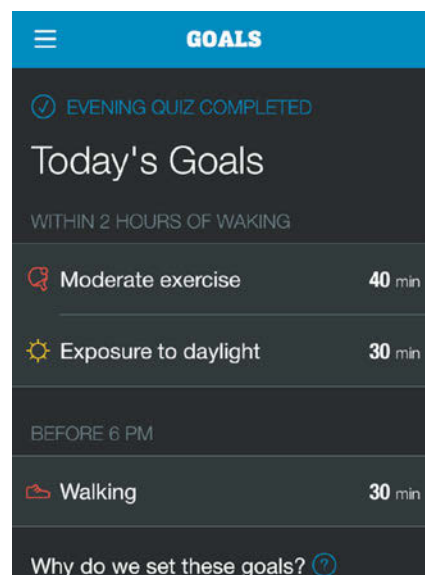 GOALS
EVENING QUIZ COMPLETED
Today's Goals
WITHIN 2 HOURS OF WAKING
Moderate exercise 40 min
Exposure to daylight 30 min
BEFORE 6 PM
Walking 30 min
Why do we set these goals? ?